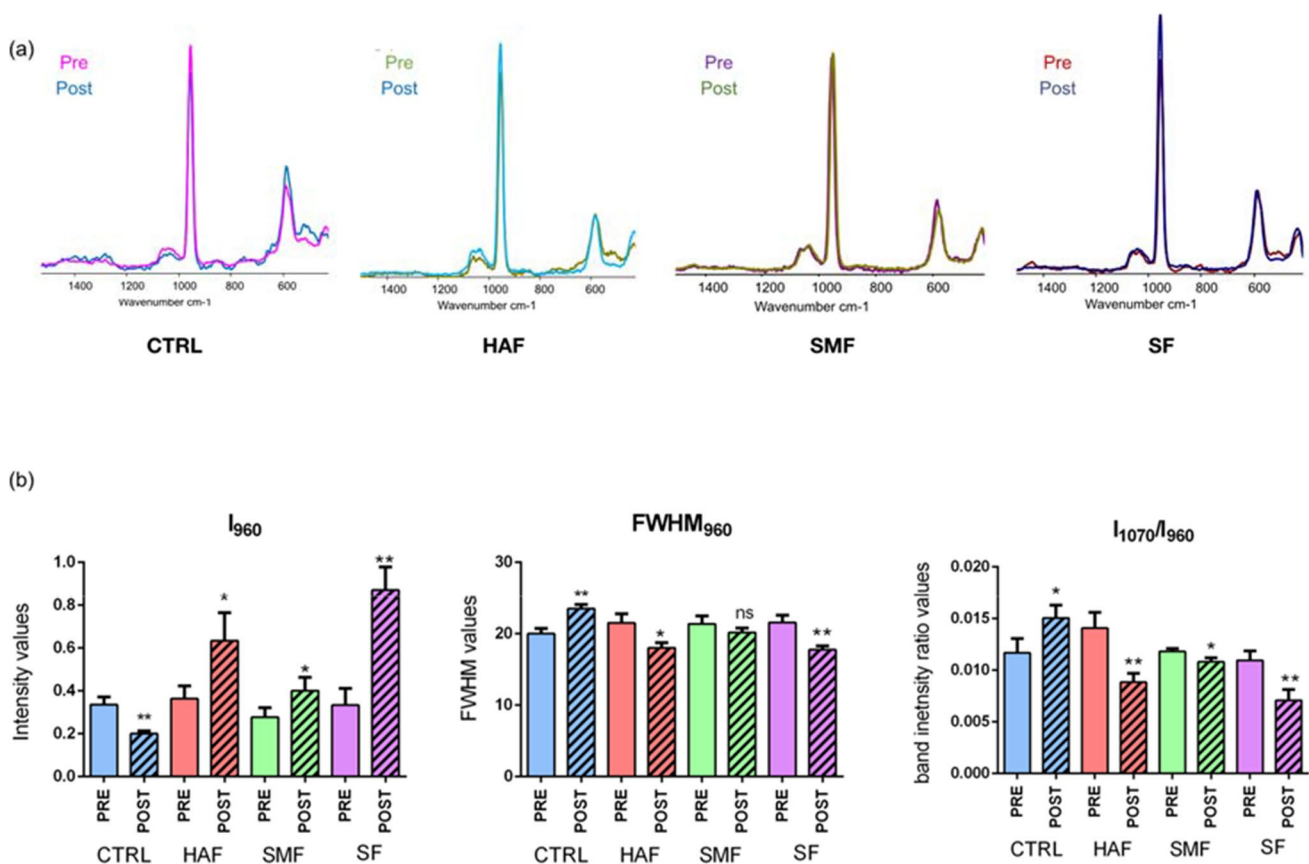 (a)
Pre
Post
1400 1200 1000 800 600
Wavenumber cm-1
CTRL
Pre
Post
1400 1200 1000 800 600
Wavenumber cm-1
HAF
Pre
Post
1400 1200 1000 800 600
Wavenumber cm-1
SMF
Pre
Post
1400 1200 1000 800 600
Wavenumber cm-1
SF
(b)
I960
Intensity values
1.0
0.8
0.6
0.4
0.2
0.0
** * * **
PRE POST PRE POST PRE POST PRE POST
CTRL HAF SMF SF
FWHM960
FWHM values
30
20
10
0
** * ns **
PRE POST PRE POST PRE POST PRE POST
CTRL HAF SMF SF
I1070/I960
band inetnsity ratio values
0.020
0.015
0.010
0.005
0.000
* ** * **
PRE POST PRE POST PRE POST PRE POST
CTRL HAF SMF SF